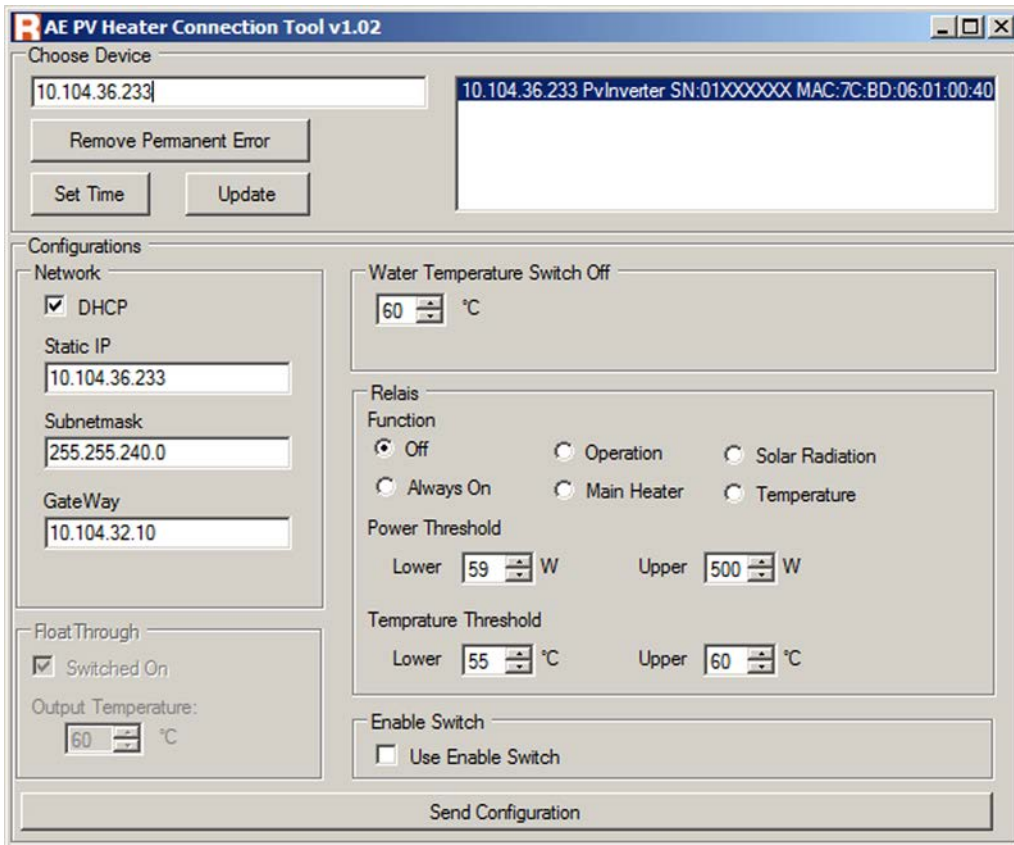 AE PV Heater Connection Tool v1.02
Choose Device
10.104.36.233
10.104.36.233 PvInverter SN:01XXXXXX MAC:7C:BD:06:01:00:40
Remove Permanent Error
Set Time Update
Configurations
Network
DHCP
Static IP
10.104.36.233
Subnetmask
255.255.240.0
GateWay
10.104.32.10
FloatThrough
Switched On
Output Temperature:
60 °C
Water Temperature Switch Off
60 °C
Relais
Function
Off Operation Solar Radiation
Always On Main Heater Temperature
Power Threshold
Lower 59 W Upper 500 W
Temprature Threshold
Lower 55 °C Upper 60 °C
Enable Switch
Use Enable Switch
Send Configuration